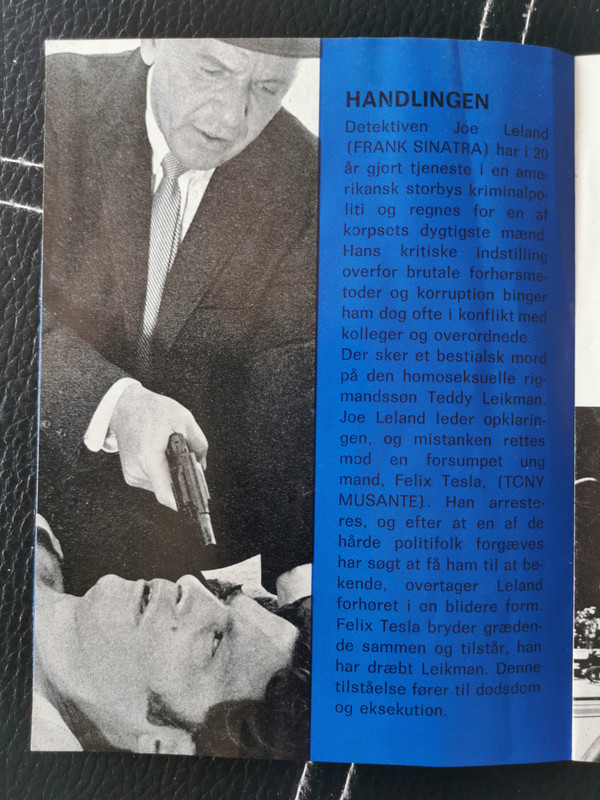 HANDLINGEN
Detektiven Joe Leland
(FRANK SINATRA) har i 20
år gjort tjeneste i en ame-
rikansk storbys kriminalpo-
liti og regnes for en af
korpsets dygtigste mænd.
Hans kritiske indstilling
overfor brutale forhørsme-
toder og korruption binger
ham dog ofte i konflikt med
kolleger og overordnede.
Der sker et bestialsk mord
på den homoseksuelle rig-
mandssøn Teddy Leikman.
Joe Leland leder opklarin-
gen, og mistanken rettes
mod en forsumpet ung
mand, Felix Tesla, (TONY
MUSANTE). Han arreste-
res, og efter at en af de
hårde politifolk forgæves
har søgt at få ham til at be-
kende, overtager Leland
forhøret i en blidere form.
Felix Tesla bryder græden-
de sammen og tilstår, han
har dræbt Leikman. Denne
tilståelse fører til dødsdom
og eksekution.